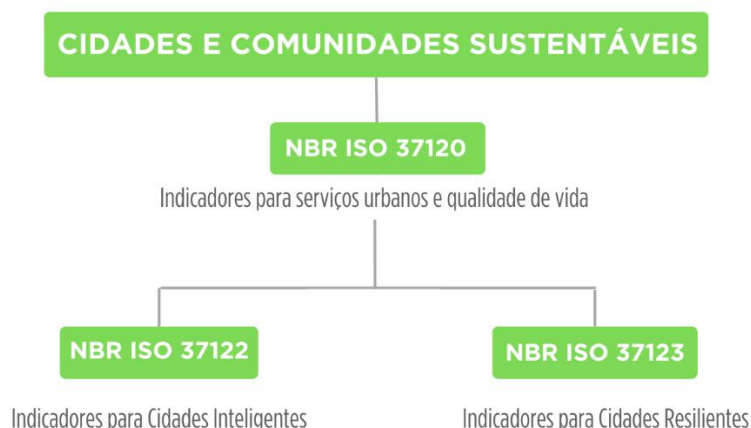 CIDADES E COMUNIDADES SUSTENTÁVEIS
NBR ISO 37120
Indicadores para serviços urbanos e qualidade de vida
NBR ISO 37122
NBR ISO 37123
Indicadores para Cidades Inteligentes
Indicadores para Cidades Resilientes